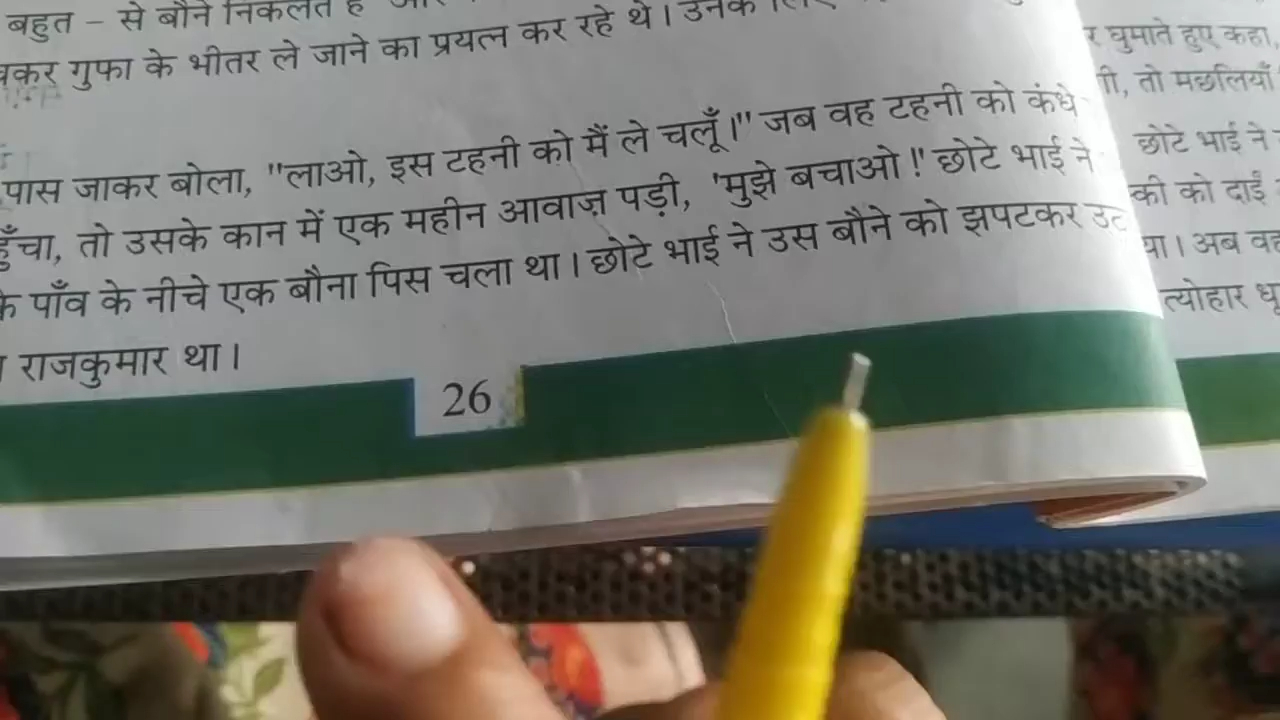 बहुत – से बौने निकलते हैं
गुफा के भीतर ले जाने का प्रयत्न कर रहे थे। उनके
पास जाकर बोला, "लाओ, इस टहनी को मैं ले चलूँ।" जब वह टहनी को कंधे
तो उसके कान में एक महीन आवाज़ पड़ी, 'मुझे बचाओ!" छोटे भाई ने
के पाँव के नीचे एक बौना पिस चला था। छोटे भाई ने उस बौने को झपटकर
राजकुमार था।
26
घुमाते हुए कहा,
तो मछलियाँ
छोटे भाई ने
की को दाईं
था। अब वह
त्योहार